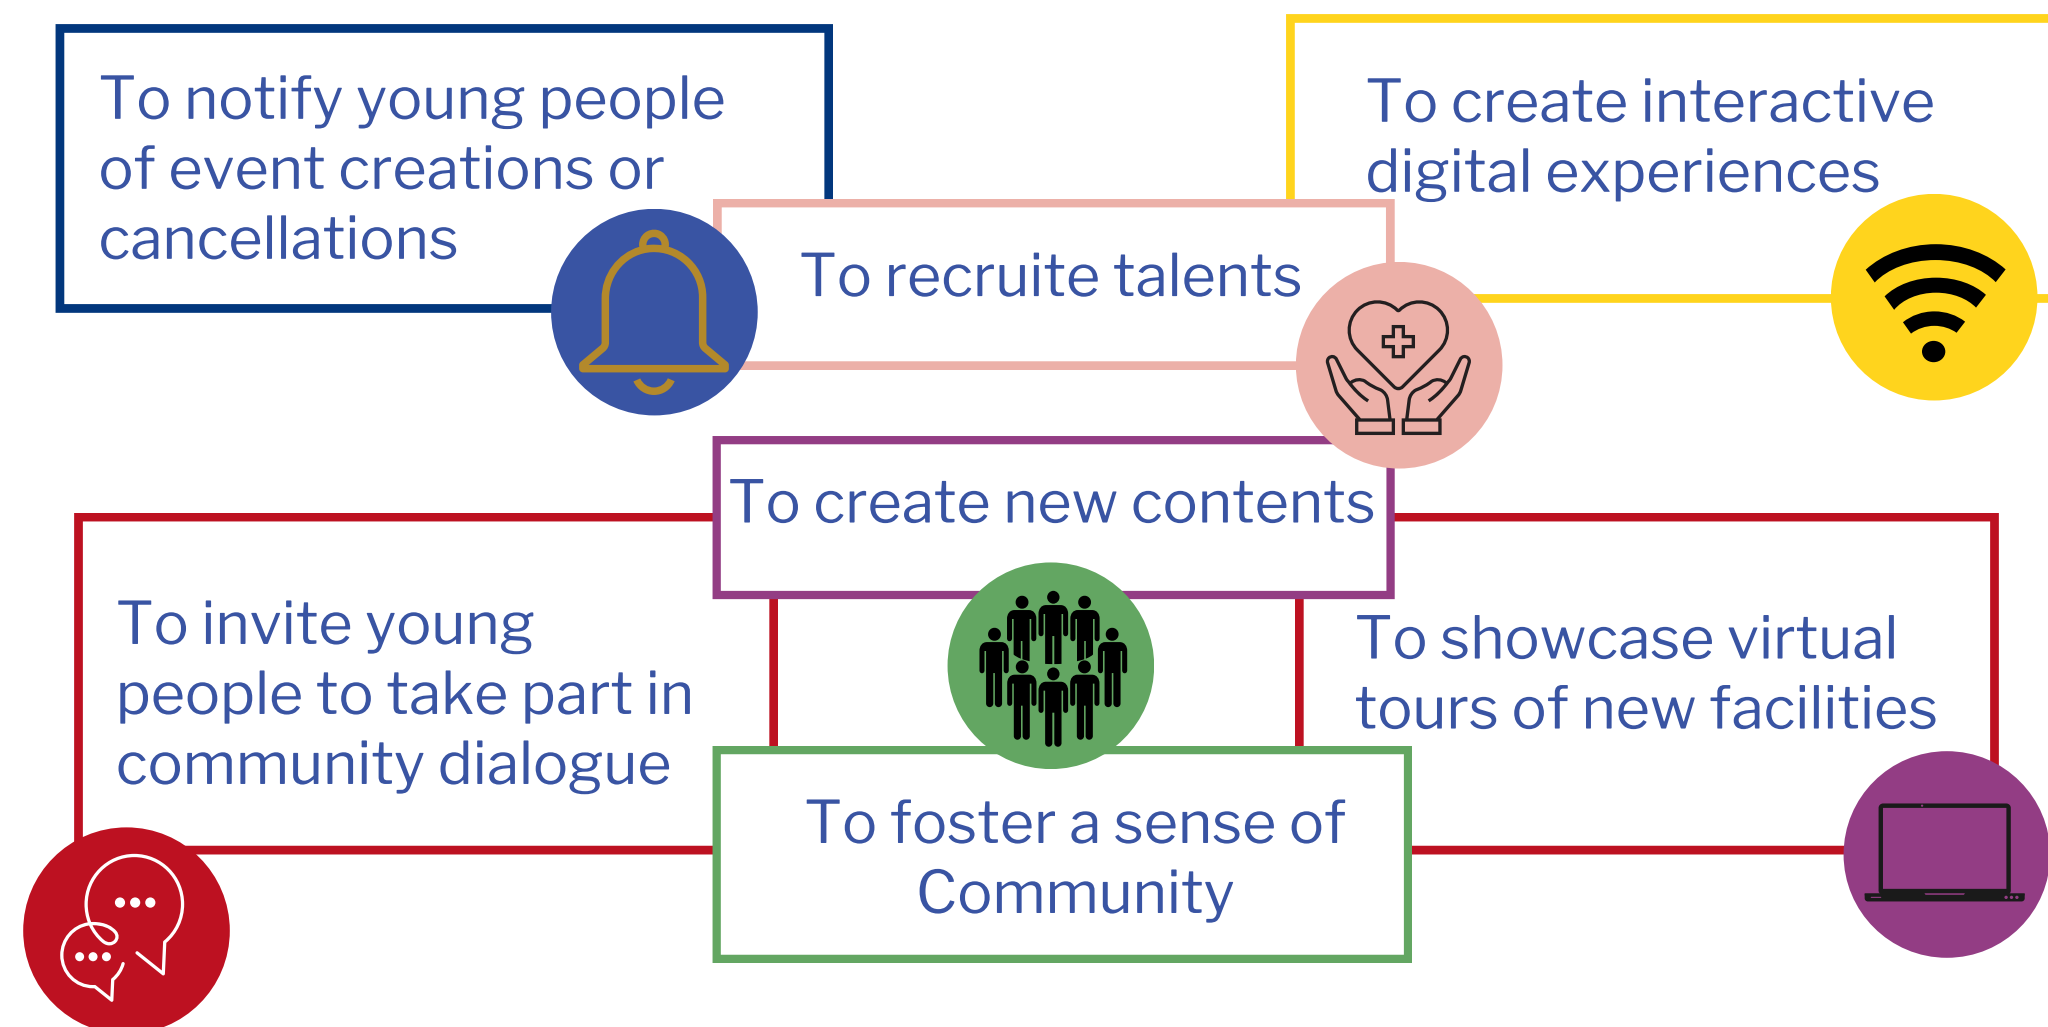 To notify young people
of event creations or
cancellations
To recruite talents
To create interactive
digital experiences
To create new contents
To invite young
people to take part in
community dialogue
To showcase virtual
tours of new facilities
To foster a sense of
Community